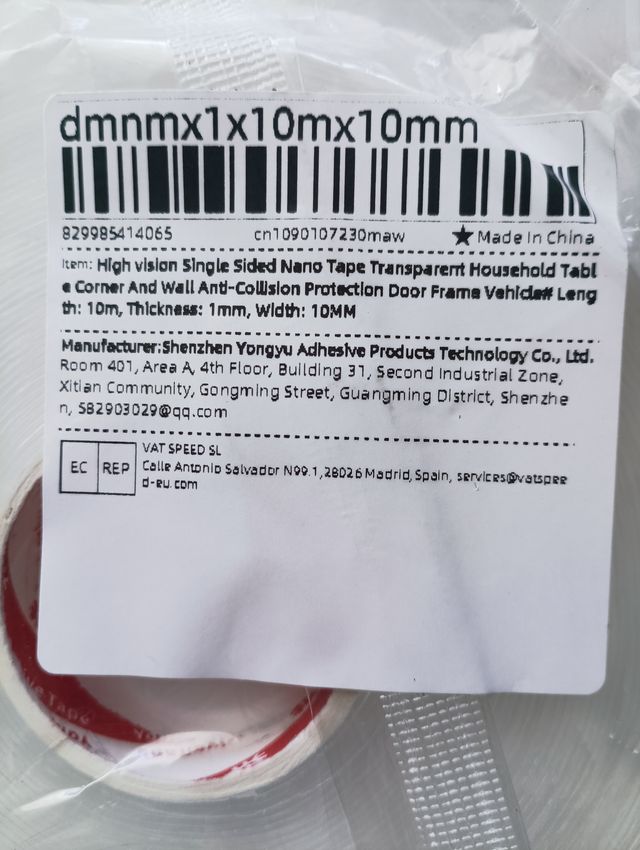 dmnmx1x10mx10mm
829985414065 cn1090107230maw ★ Made In China
Item: High vision Single Sided Nano Tape Transparent Household Tabl
e Corner And Wall Anti-Collision Protection Door Frame Vehicle# Leng
th: 10m, Thickness: 1mm, Width: 10MM
Manufacturer:Shenzhen Yongyu Adhesive Products Technology Co., Ltd.
Room 401, Area A, 4th Floor, Building 31, Second Industrial Zone,
Xitian Community, Gongming Street, Guangming District, Shenzhe
n, 582903029@qq.com
EC REP
VAT SPEED SL
Calle Antonio Salvador N99.1,28026 Madrid,Spain, services@vatspee
d-eu.com
Tape